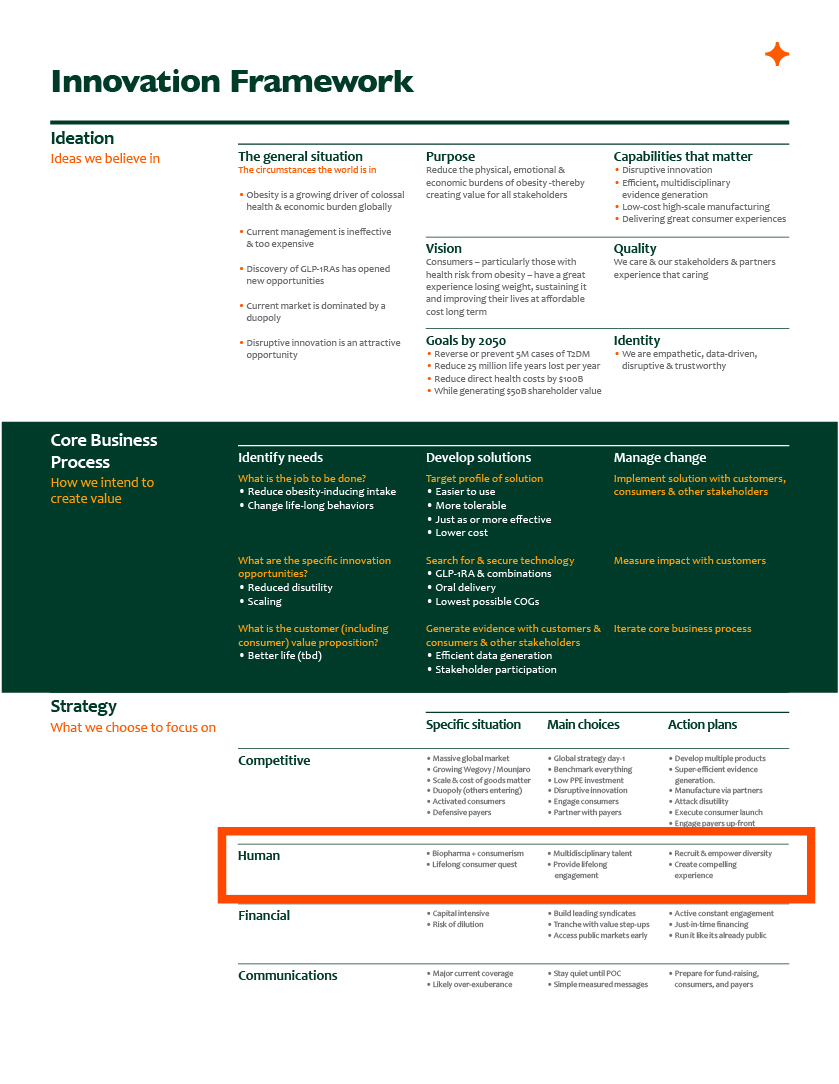 Innovation Framework
Ideation
Ideas we believe in
The general situation
The circumstances the world is in
• Obesity is a growing driver of colossal
health & economic burden globally
• Current management is ineffective
& too expensive
• Discovery of GLP-1RAs has opened
new opportunities
• Current market is dominated by a
duopoly
• Disruptive innovation is an attractive
opportunity
Purpose
Reduce the physical, emotional &
economic burdens of obesity -thereby
creating value for all stakeholders
Capabilities that matter
• Disruptive innovation
• Efficient, multidisciplinary
evidence generation
• Low-cost high-scale manufacturing
• Delivering great consumer experiences
Vision
Consumers – particularly those with
health risk from obesity – have a great
experience losing weight, sustaining it
and improving their lives at affordable
cost long term
Quality
We care & our stakeholders & partners
experience that caring
Goals by 2050
• Reverse or prevent 5M cases of T2DM
• Reduce 25 million life years lost per year
• Reduce direct health costs by $100B
• While generating $50B shareholder value
Identity
• We are empathetic, data-driven,
disruptive & trustworthy
Core Business
Process
How we intend to
create value
Identify needs
What is the job to be done?
• Reduce obesity-inducing intake
• Change life-long behaviors
What are the specific innovation
opportunities?
• Reduced disutility
• Scaling
What is the customer (including
consumer) value proposition?
• Better life (tbd)
Develop solutions
Target profile of solution
• Easier to use
• More tolerable
• Just as or more effective
• Lower cost
Search for & secure technology
• GLP-1RA & combinations
• Oral delivery
• Lowest possible COGs
Generate evidence with customers &
consumers & other stakeholders
• Efficient data generation
• Stakeholder participation
Manage change
Implement solution with customers,
consumers & other stakeholders
Measure impact with customers
Iterate core business process
Strategy
What we choose to focus on
Specific situation
Main choices
Action plans
Competitive
• Massive global market
• Growing Wegovy / Mounjaro
• Scale & cost of goods matter
• Duopoly (others entering)
• Activated consumers
• Defensive payers
• Global strategy day-1
• Benchmark everything
• Low PPE investment
• Disruptive innovation
• Engage consumers
• Partner with payers
• Develop multiple products
• Super-efficient evidence
generation.
• Manufacture via partners
• Attack disutility
• Execute consumer launch
• Engage payers up-front
Human
• Biopharma + consumerism
• Lifelong consumer quest
• Multidisciplinary talent
• Provide lifelong
engagement
• Recruit & empower diversity
• Create compelling
experience
Financial
• Capital intensive
• Risk of dilution
• Build leading syndicates
• Tranche with value step-ups
• Access public markets early
• Active constant engagement
• Just-in-time financing
• Run it like its already public
Communications
• Major current coverage
• Likely over-exuberance
• Stay quiet until POC
• Simple measured messages
• Prepare for fund-raising,
consumers, and payers